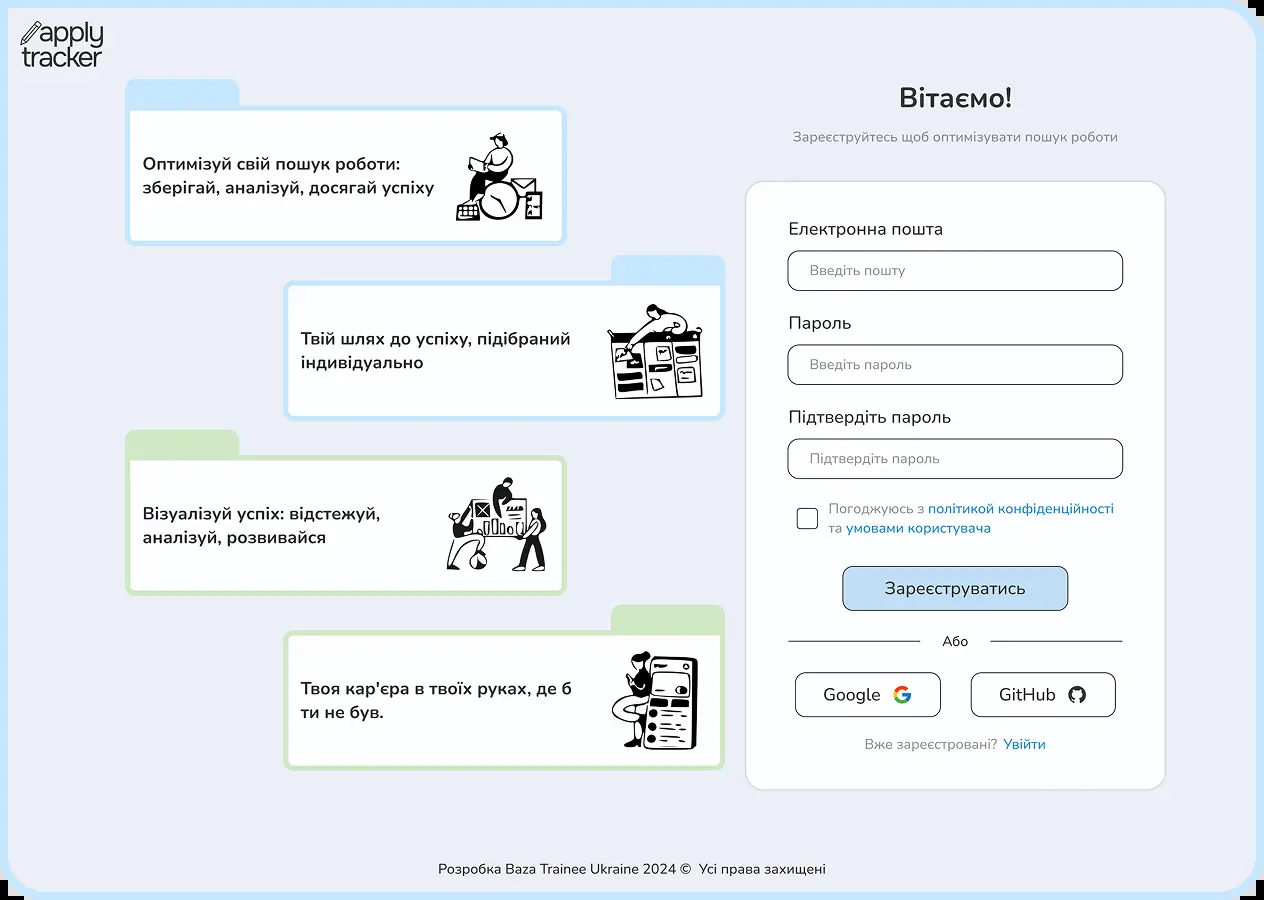 apply
tracker
Оптимізуй свій пошук роботи:
зберігай, аналізуй, досягай успіху
Твій шлях до успіху, підібраний
індивідуально
Візуалізуй успіх: відстежуй,
аналізуй, розвивайся
Твоя кар'єра в твоїх руках, де б
ти не був.
Вітаємо!
Зареєструйтесь щоб оптимізувати пошук роботи
Електронна пошта
Введіть пошту
Пароль
Введіть пароль
Підтвердіть пароль
Підтвердіть пароль
Погоджуюсь з політикой конфіденційності
та умовами користувача
Зареєструватись
Або
Google
GitHub
Вже зареєстровані? Увійти
Розробка Baza Trainee Ukraine 2024 © Усі права захищені